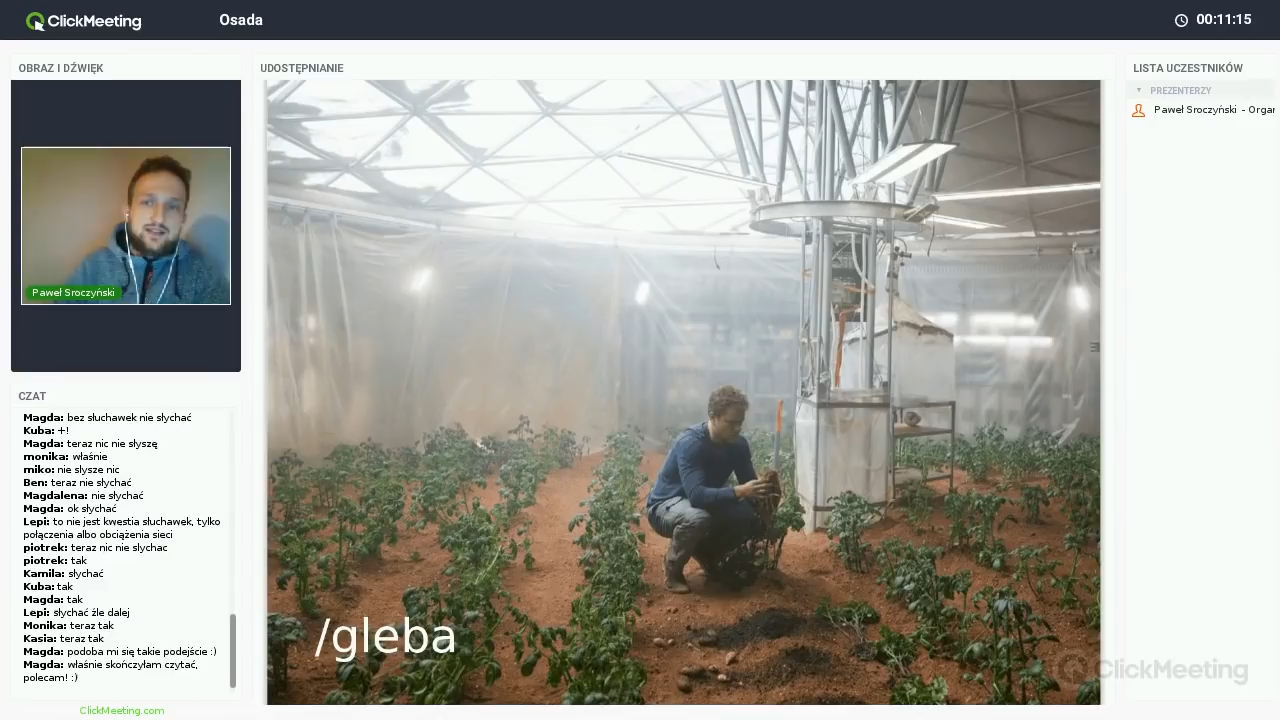 ClickMeeting
Osada
00:11:15
OBRAZ I DŹWIĘK
Paweł Sroczyński
CZAT
Magda: bez słuchawek nie słychać
Kuba: +!
Magda: teraz nic nie słyszę
monika: właśnie
miko: nie slysze nic
Ben: teraz nie słychać
Magdalena: nie słychać
Magda: ok słychać
Lepi: to nie jest kwestia słuchawek, tylko
połączenia albo obciążenia sieci
piotrek: teraz nic nie slychac
piotrek: tak
Kamila: słychać
Kuba: tak
Magda: tak
Lepi: słychać źle dalej
Monika: teraz tak
Kasia: teraz tak
Magda: podoba mi się takie podejście :)
Magda: właśnie skończyłam czytać,
polecam! :)
ClickMeeting.com
UDOSTĘPNIANIE
/gleba
ClickMeeting
LISTA UCZESTNIKÓW
PREZENTERZY
Paweł Sroczyński - Orgar